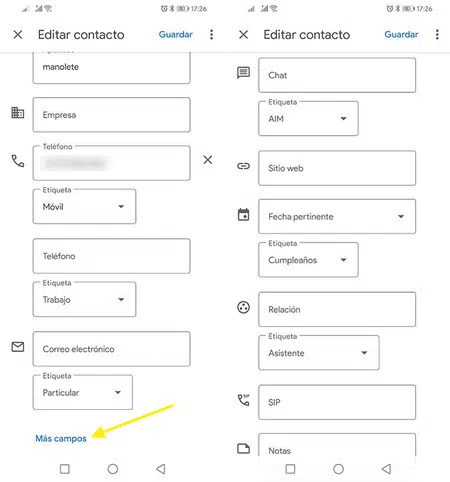 17:26
Editar contacto
Guardar
manolete
Empresa
Teléfono
Etiqueta
Móvil
Teléfono
Etiqueta
Trabajo
Correo electrónico
Etiqueta
Particular
Más campos
17:26
Editar contacto
Guardar
Chat
Etiqueta
AIM
Sitio web
Fecha pertinente
Etiqueta
Cumpleaños
Relación
Etiqueta
Asistente
SIP
SIP
Notas